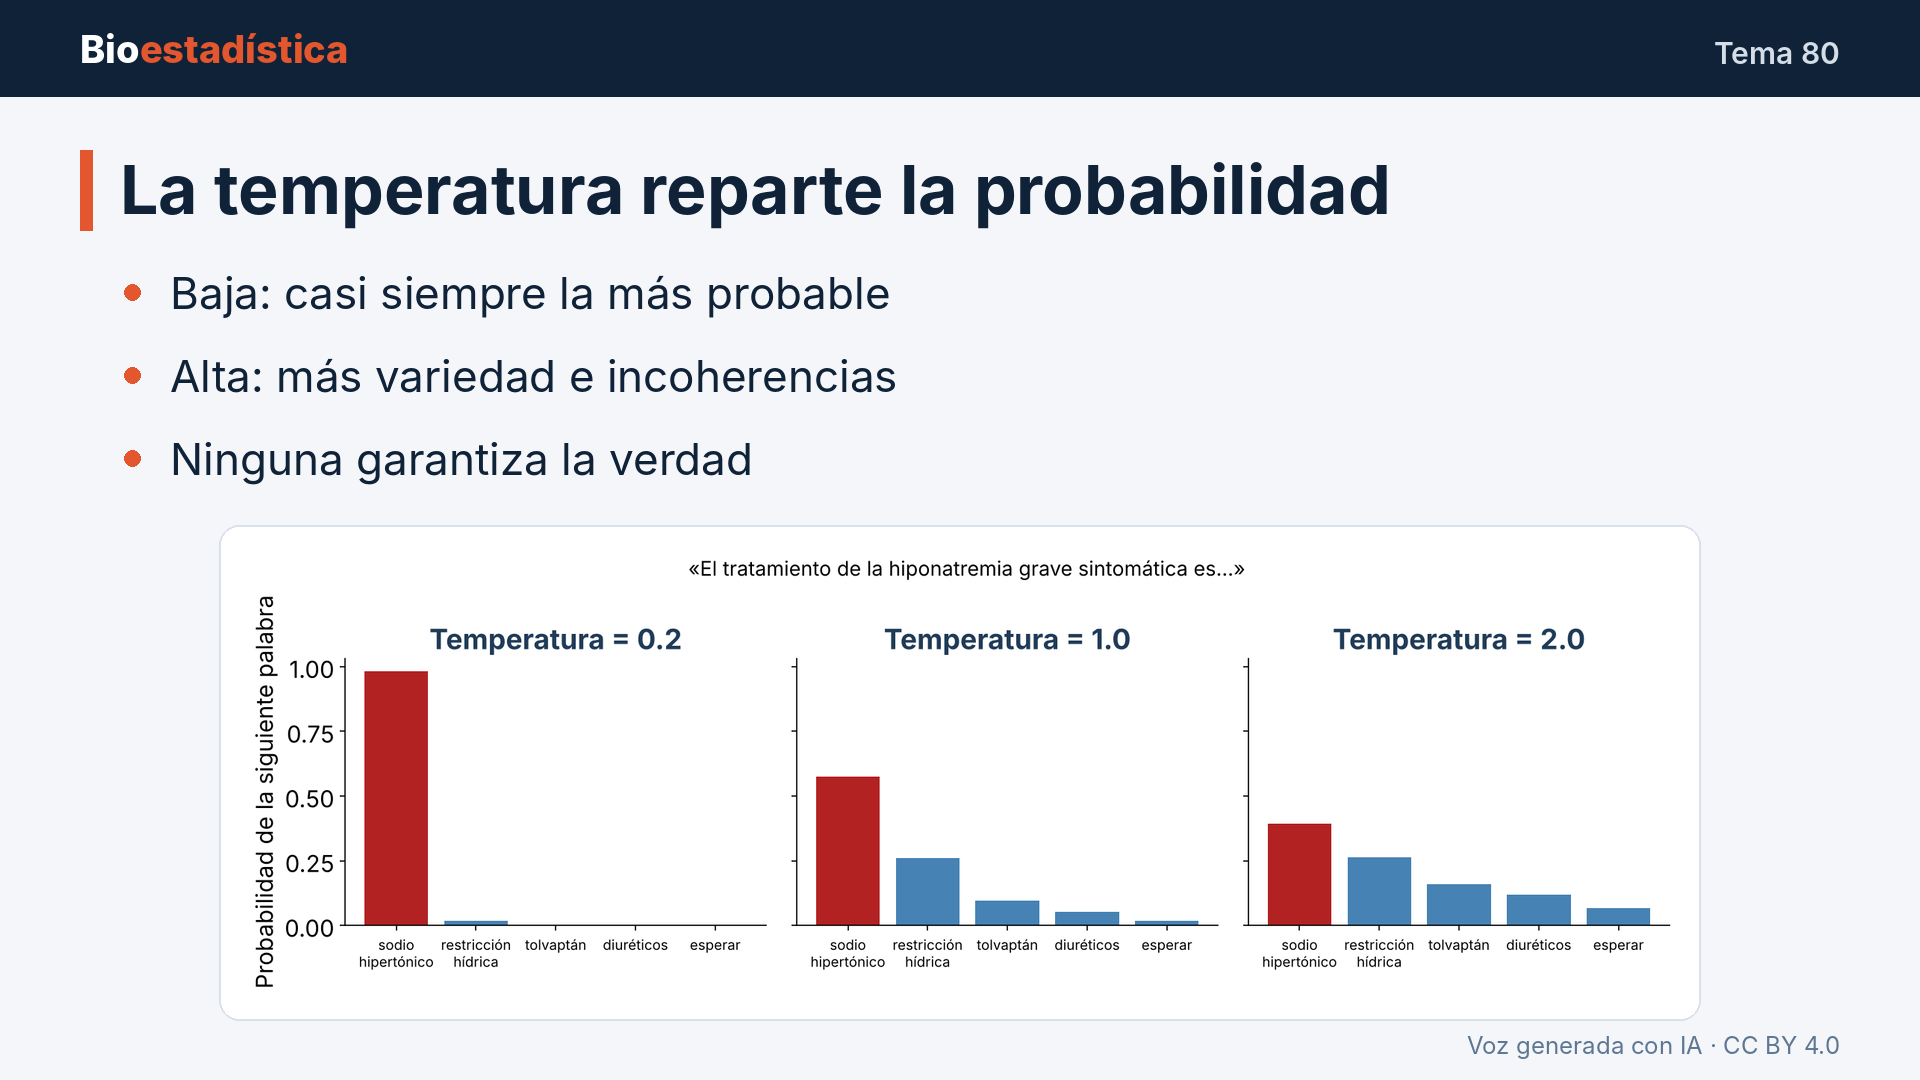 Bioestadística
Tema 80
La temperatura reparte la probabilidad
Baja: casi siempre la más probable
Alta: más variedad e incoherencias
Ninguna garantiza la verdad
«El tratamiento de la hiponatremia grave sintomática es...»
Probabilidad de la siguiente palabra
Temperatura = 0.2
1.00
0.75
0.50
0.25
0.00
sodio
hipertónico
restricción
hídrica
tolvaptán
diuréticos
esperar
Temperatura = 1.0
sodio
hipertónico
restricción
hídrica
tolvaptán
diuréticos
esperar
Temperatura = 2.0
sodio
hipertónico
restricción
hídrica
tolvaptán
diuréticos
esperar
Voz generada con IA · CC BY 4.0